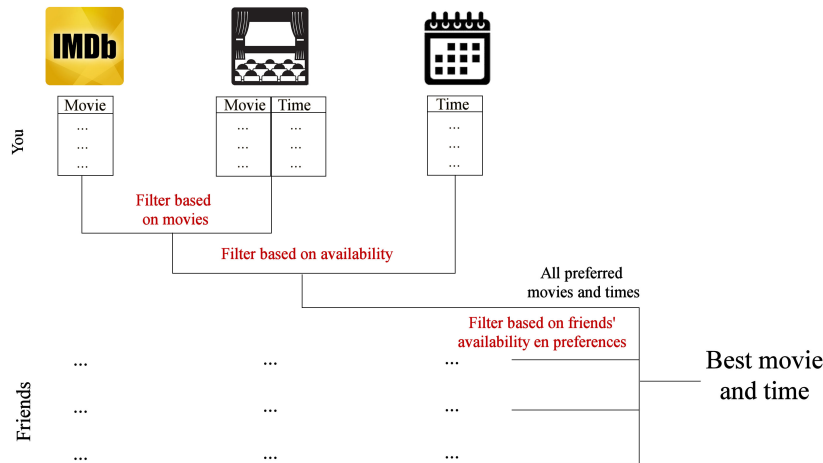 IMDb
Movie
Movie Time
Time
... ... ... ...
... ... ... ...
... ... ... ...
You
Filter based
on movies
Filter based on availability
All preferred
movies and times
Filter based on friends'
availability en preferences
Best movie
and time
Friends
... ... ...
... ... ...
... ... ...